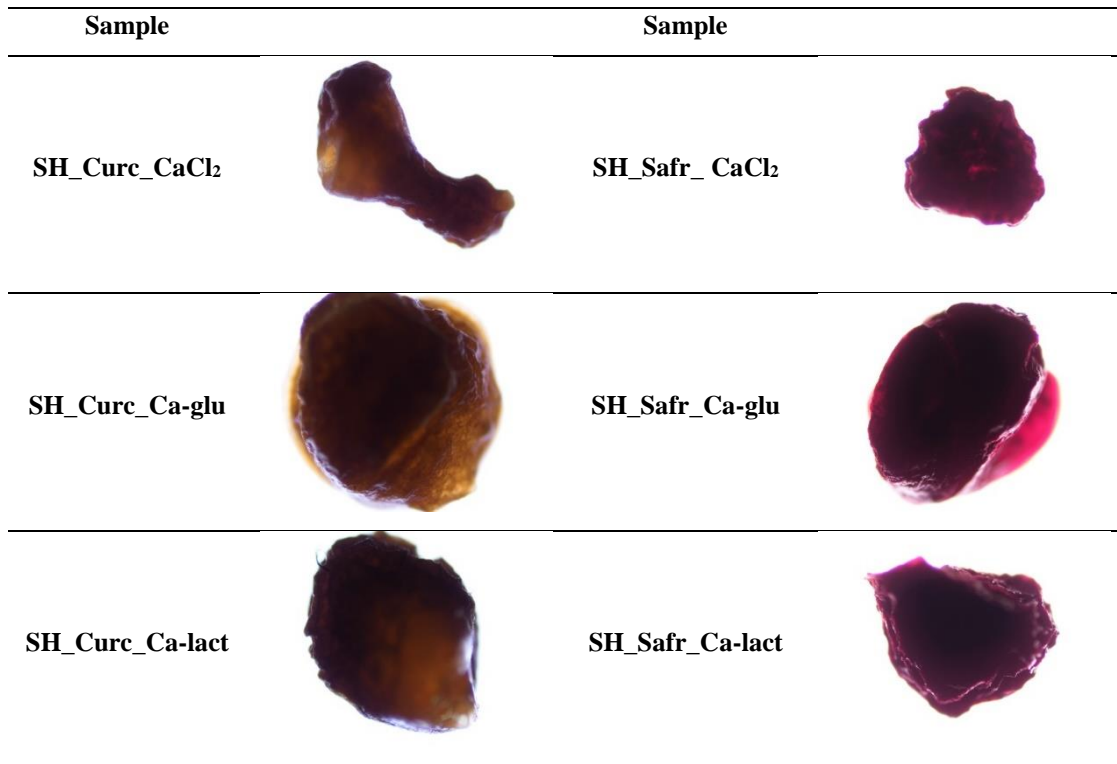 Sample Sample
SH_Curc_CaCl₂ SH_Safr_ CaCl₂
SH_Curc_Ca-glu SH_Safr_Ca-glu
SH_Curc_Ca-lact SH_Safr_Ca-lact